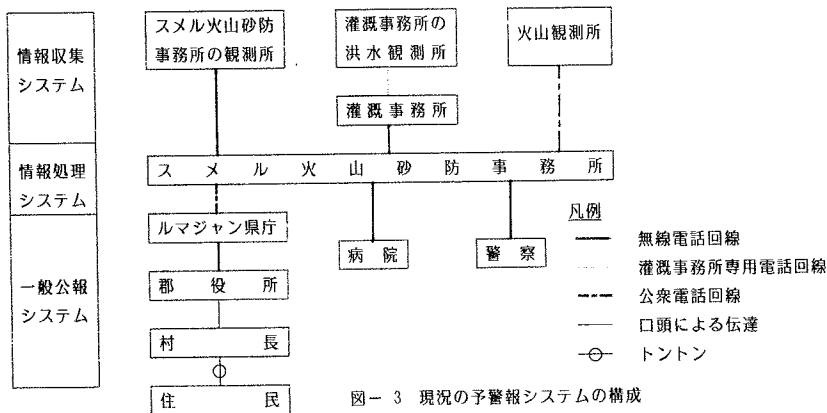 情報収集
システム
スメル火山砂防
事務所の観測所
灌漑事務所の
洪水観測所
火山観測所
灌漑事務所
情報処理
システム
スメル火山砂防事務所
一般公報
システム
ルマジャン県庁
病院
警察
郡役所
村長
住民
凡例
無線電話回線
灌漑事務所専用電話回線
公衆電話回線
口頭による伝達
トントン
図－3 現況の予警報システムの構成